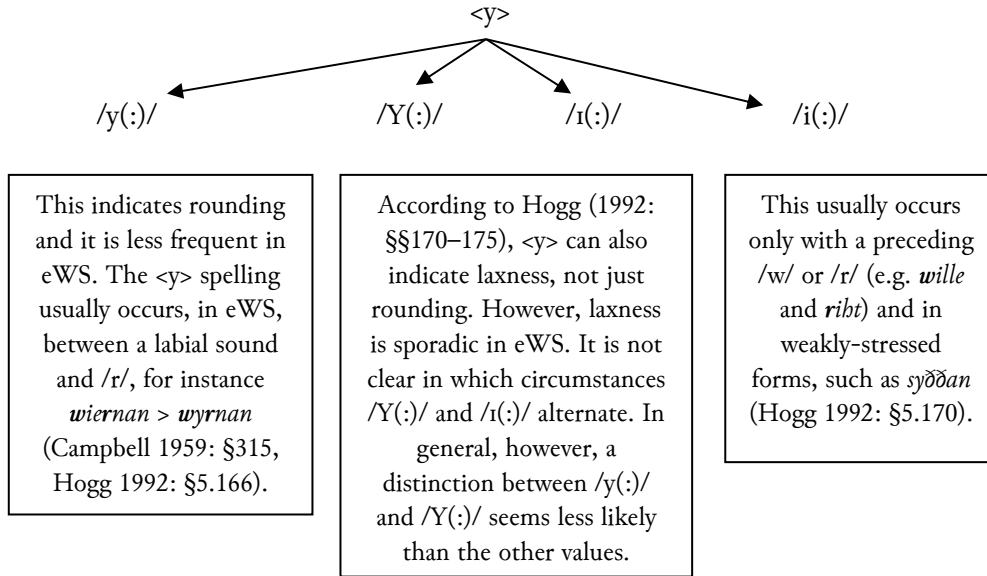 <y>
/y(:)/
/Y(:)/
/ɪ(:)/
/i(:)/
This indicates rounding
and it is less frequent in
eWS. The <y> spelling
usually occurs, in eWS,
between a labial sound
and /r/, for instance
wiernan > wyrnan
(Campbell 1959: §315,
Hogg 1992: §5.166).
According to Hogg (1992:
§§170–175), <y> can also
indicate laxness, not just
rounding. However, laxness
is sporadic in eWS. It is not
clear in which circumstances
/Y(:)/ and /ɪ(:)/ alternate. In
general, however, a
distinction between /y(:)/
and /Y(:)/ seems less likely
than the other values.
This usually occurs
only with a preceding
/w/ or /r/ (e.g. wille
and riht) and in
weakly-stressed
forms, such as syððan
(Hogg 1992: §5.170).